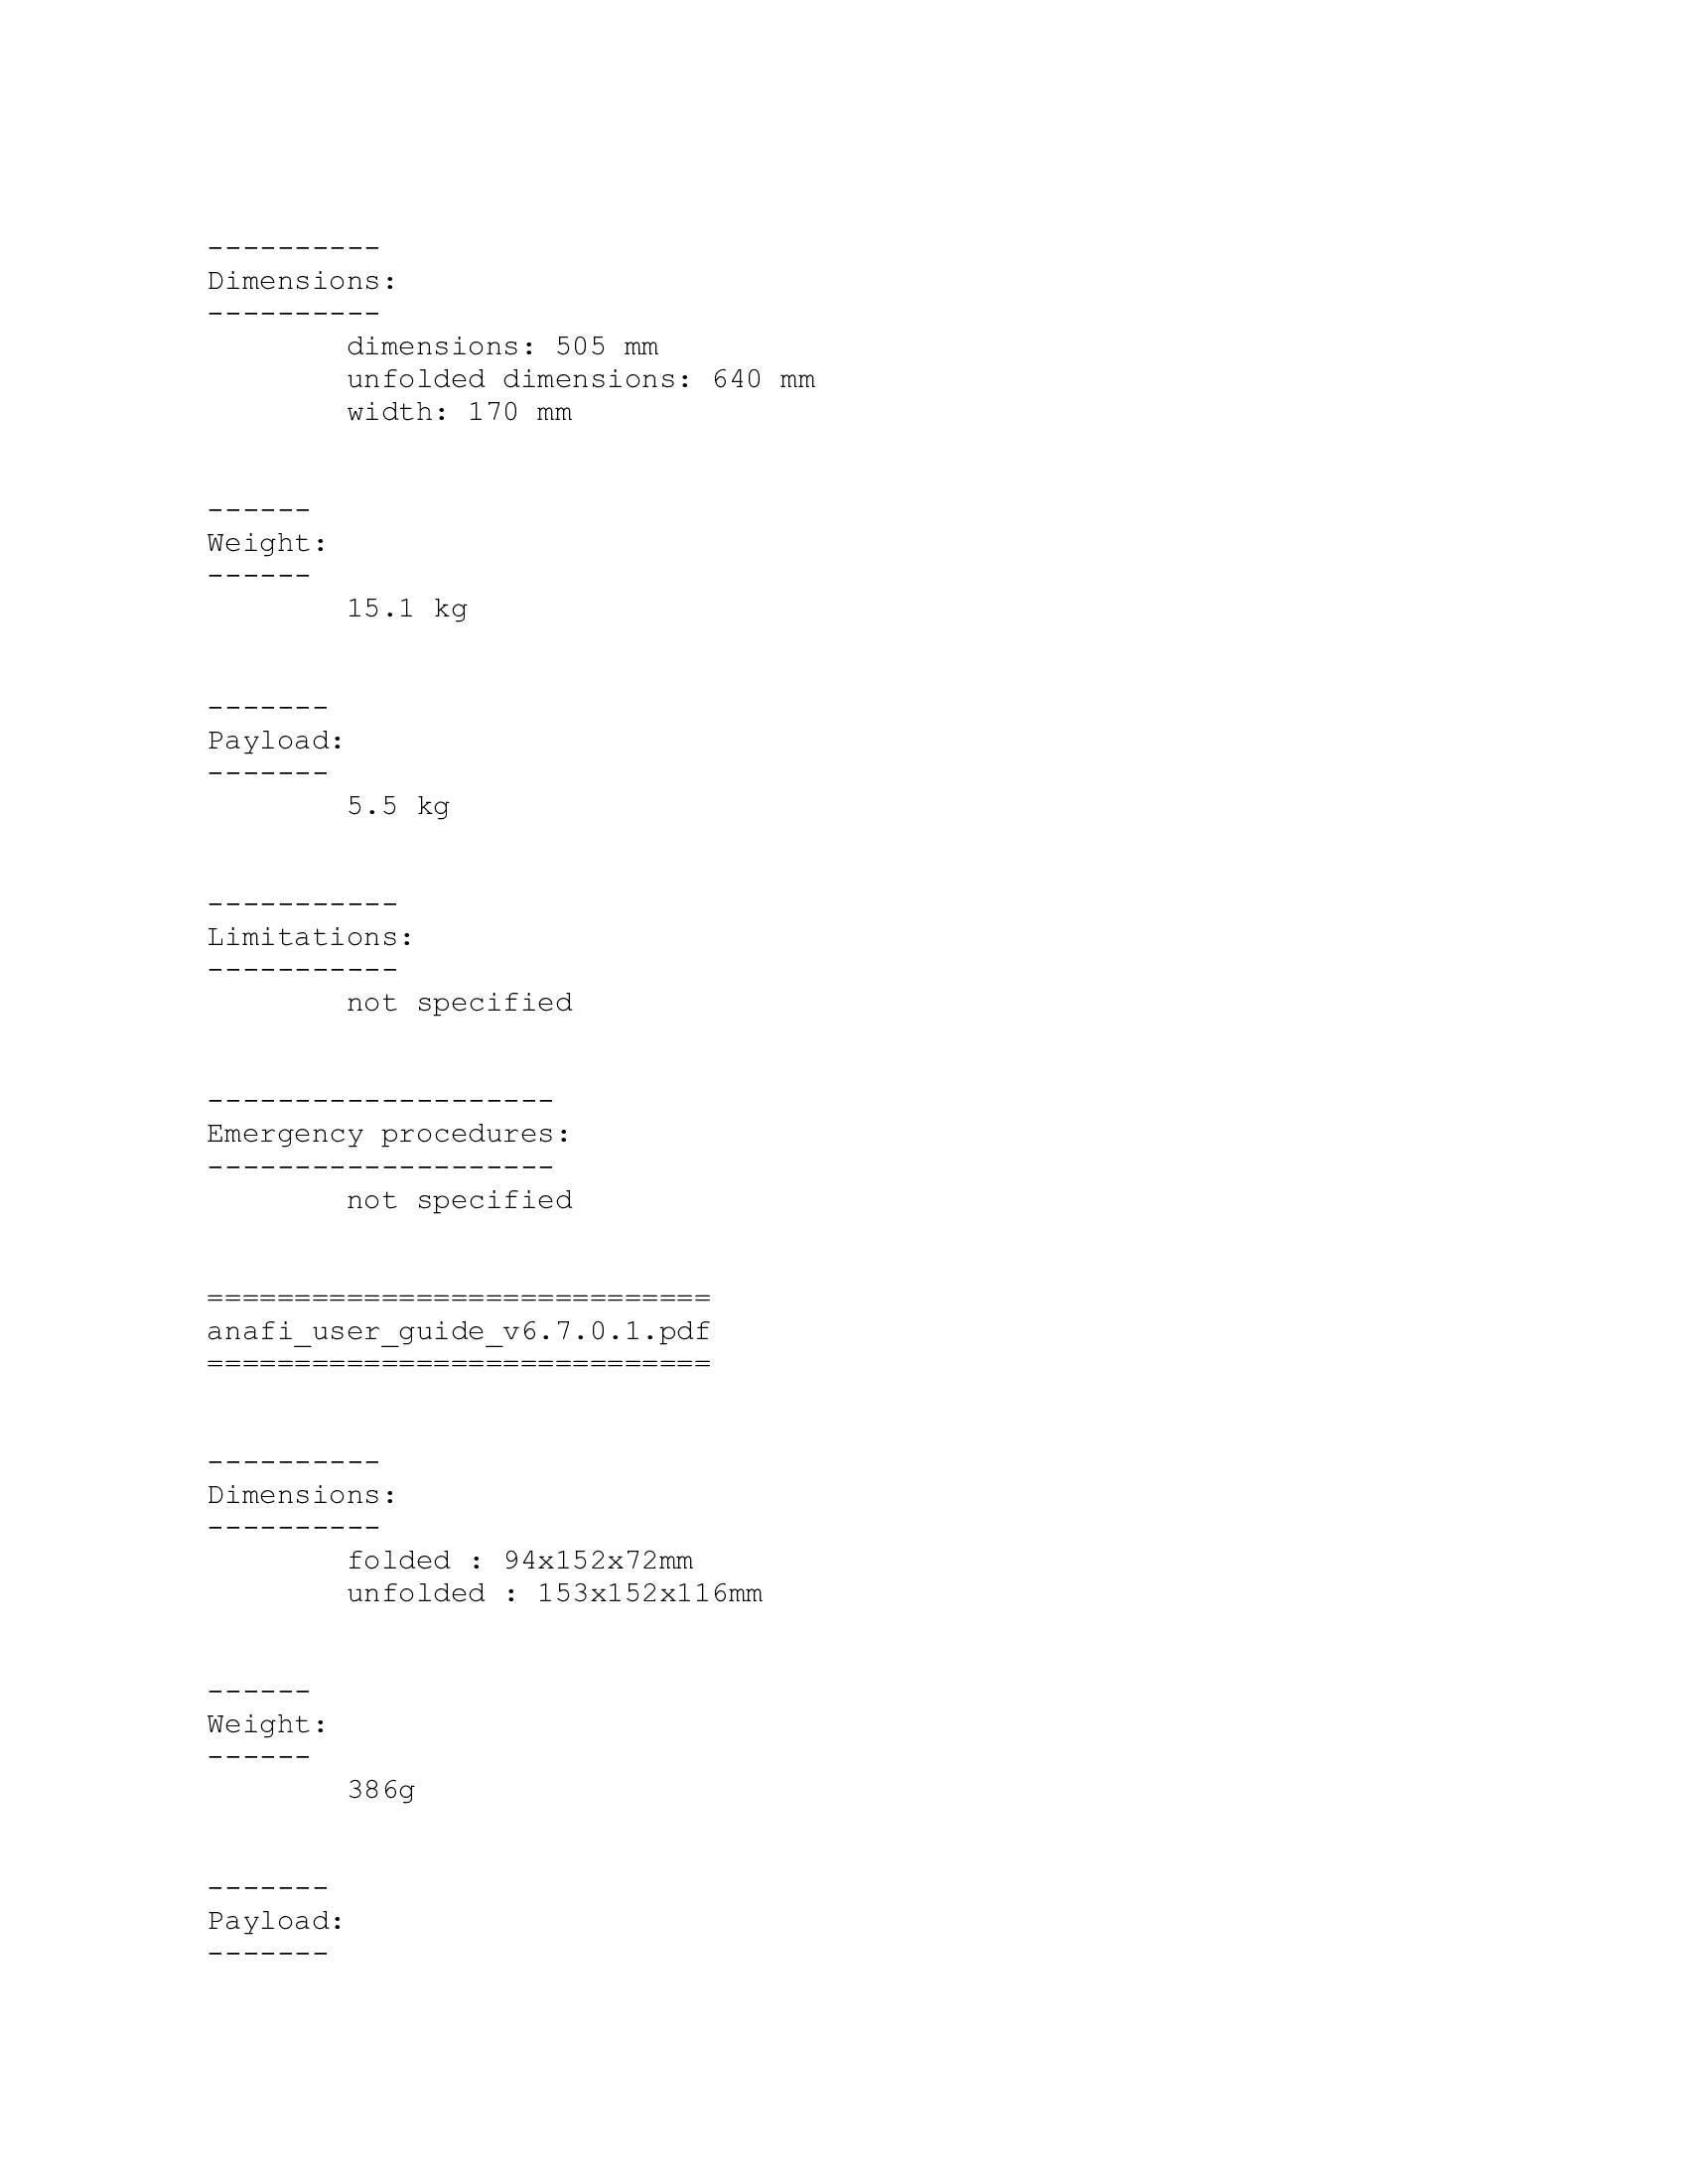 ----------
Dimensions:
----------
dimensions: 505 mm
unfolded dimensions: 640 mm
width: 170 mm
------
Weight:
------
15.1 kg
-------
Payload:
-------
5.5 kg
-----------
Limitations:
-----------
not specified
--------------------
Emergency procedures:
--------------------
not specified
=============================
anafi_user_guide_v6.7.0.1.pdf
=============================
----------
Dimensions:
----------
folded : 94x152x72mm
unfolded : 153x152x116mm
------
Weight:
------
386g
-------
Payload:
-------